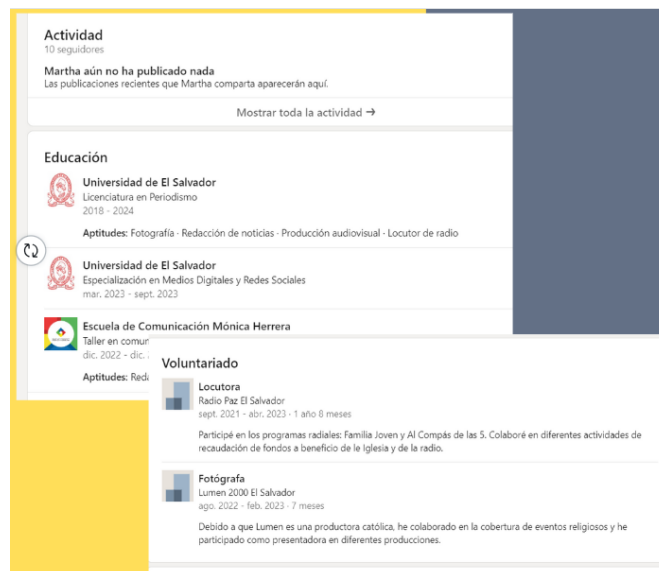 Actividad
10 seguidores
Martha aún no ha publicado nada
Las publicaciones recientes que Martha comparta aparecerán aquí.
Mostrar toda la actividad →
Educación
Universidad de El Salvador
Licenciatura en Periodismo
2018 - 2024
Aptitudes: Fotografía · Redacción de noticias · Producción audiovisual · Locutor de radio
Universidad de El Salvador
Especialización en Medios Digitales y Redes Sociales
mar. 2023 - sept. 2023
Escuela de Comunicación Mónica Herrera
Taller en comun
dic. 2022 - dic.
Aptitudes: Reda
Voluntariado
Locutora
Radio Paz El Salvador
sept. 2021 - abr. 2023 · 1 año 8 meses
Participé en los programas radiales: Familia Joven y Al Compás de las 5. Colaboré en diferentes actividades de
recaudación de fondos a beneficio de le Iglesia y de la radio.
Fotógrafa
Lumen 2000 El Salvador
ago. 2022 - feb. 2023 · 7 meses
Debido a que Lumen es una productora católica, he colaborado en la cobertura de eventos religiosos y he
participado como presentadora en diferentes producciones.